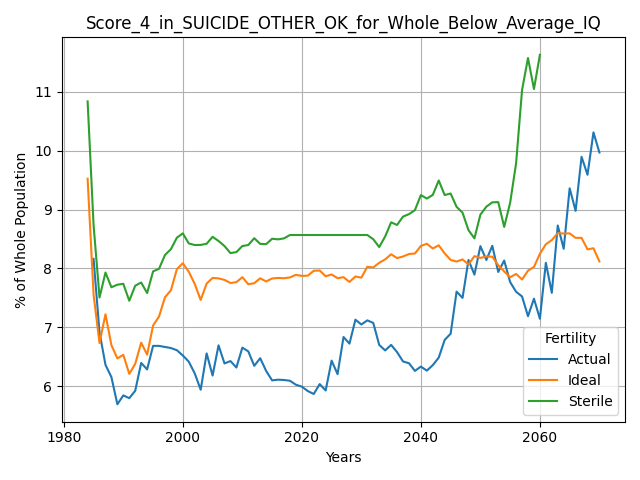 Score_4_in_SUICIDE_OTHER_OK_for_Whole_Below_Average_IQ
% of Whole Population
11
10
9
8
7
6
1980
2000
2020
2040
2060
Years
Fertility
Actual
Ideal
Sterile